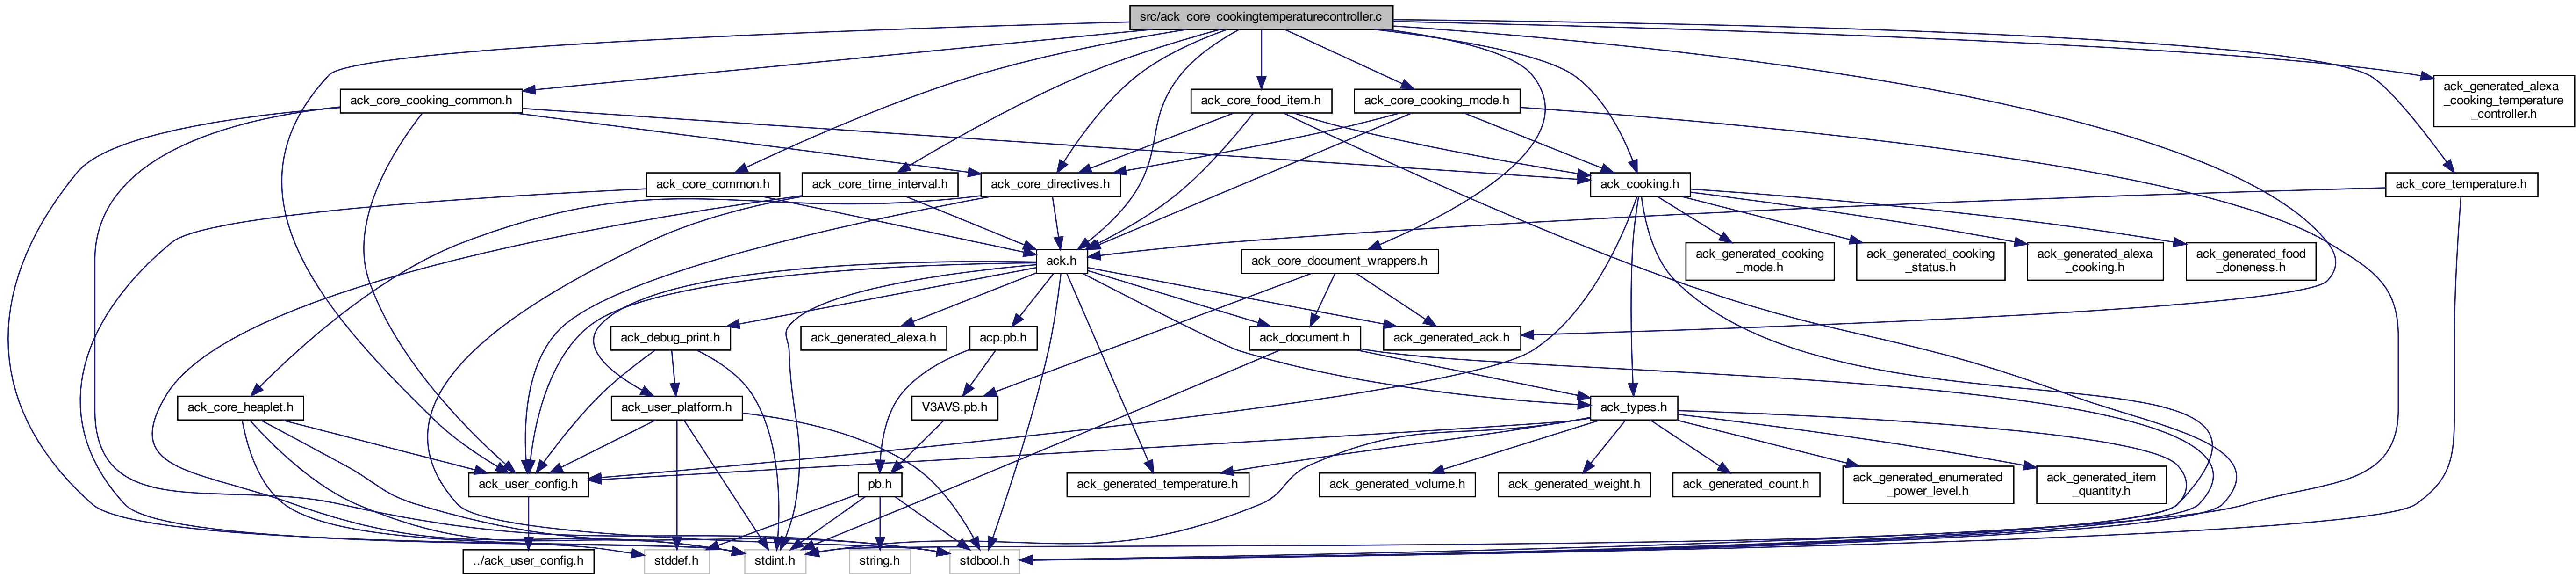 src/ack_core_cookingtemperaturecontroller.c
ack_generated_alexa
_cooking_temperature
_controller.h
ack_core_cooking_common.h
ack_core_food_item.h
ack_core_cooking_mode.h
ack_core_common.h
ack_core_time_interval.h
ack_core_directives.h
ack_cooking.h
ack_core_temperature.h
ack.h
ack_core_document_wrappers.h
ack_generated_cooking
_mode.h
ack_generated_cooking
_status.h
ack_generated_alexa
_cooking.h
ack_generated_food
_doneness.h
ack_debug_print.h
ack_generated_alexa.h
acp.pb.h
ack_document.h
ack_generated_ack.h
ack_core_heaplet.h
ack_user_platform.h
V3AVS.pb.h
ack_types.h
ack_user_config.h
pb.h
ack_generated_temperature.h
ack_generated_volume.h
ack_generated_weight.h
ack_generated_count.h
ack_generated_enumerated
_power_level.h
ack_generated_item
_quantity.h
../ack_user_config.h
stddef.h
stdint.h
string.h
stdbool.h